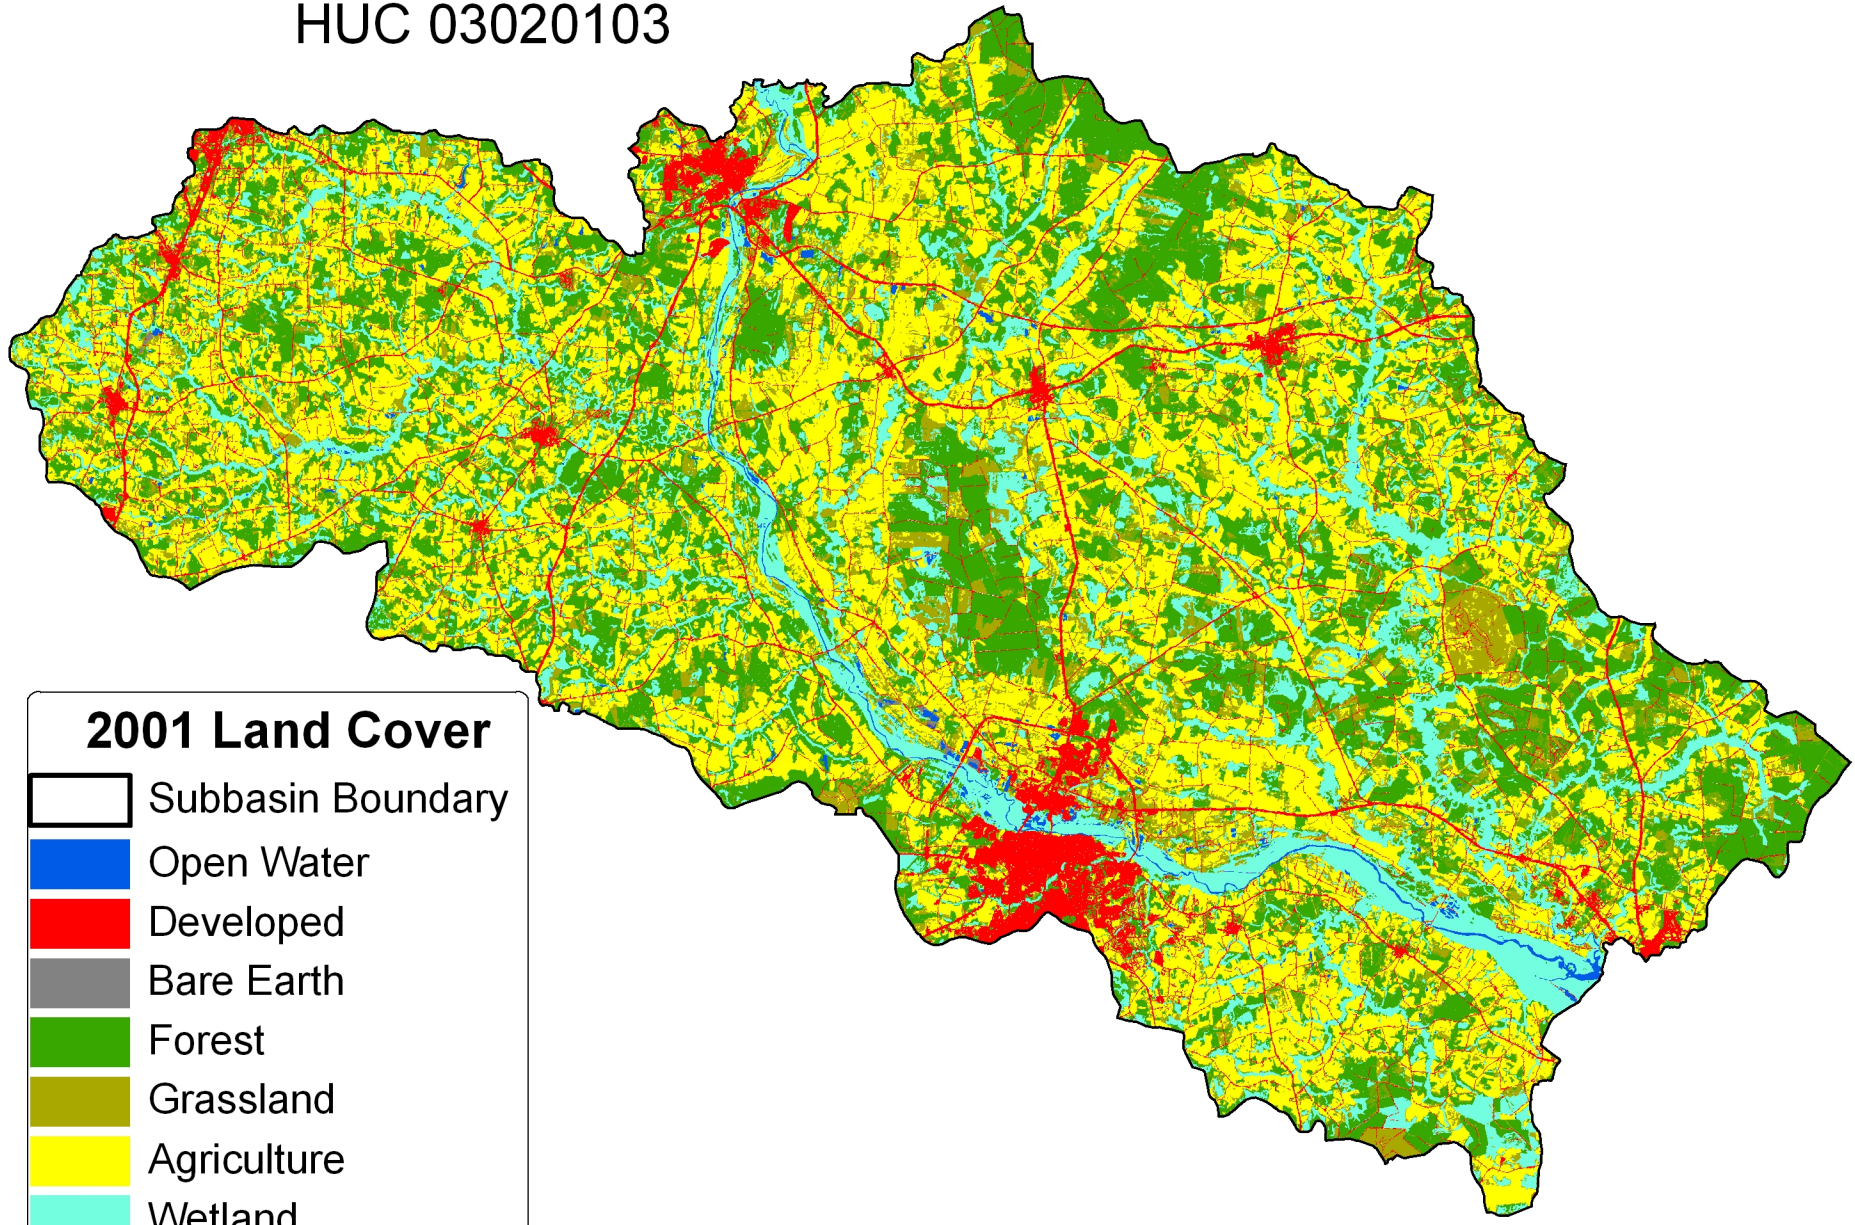 HUC 03020103
2001 Land Cover
Subbasin Boundary
Open Water
Developed
Bare Earth
Forest
Grassland
Agriculture
Wetland